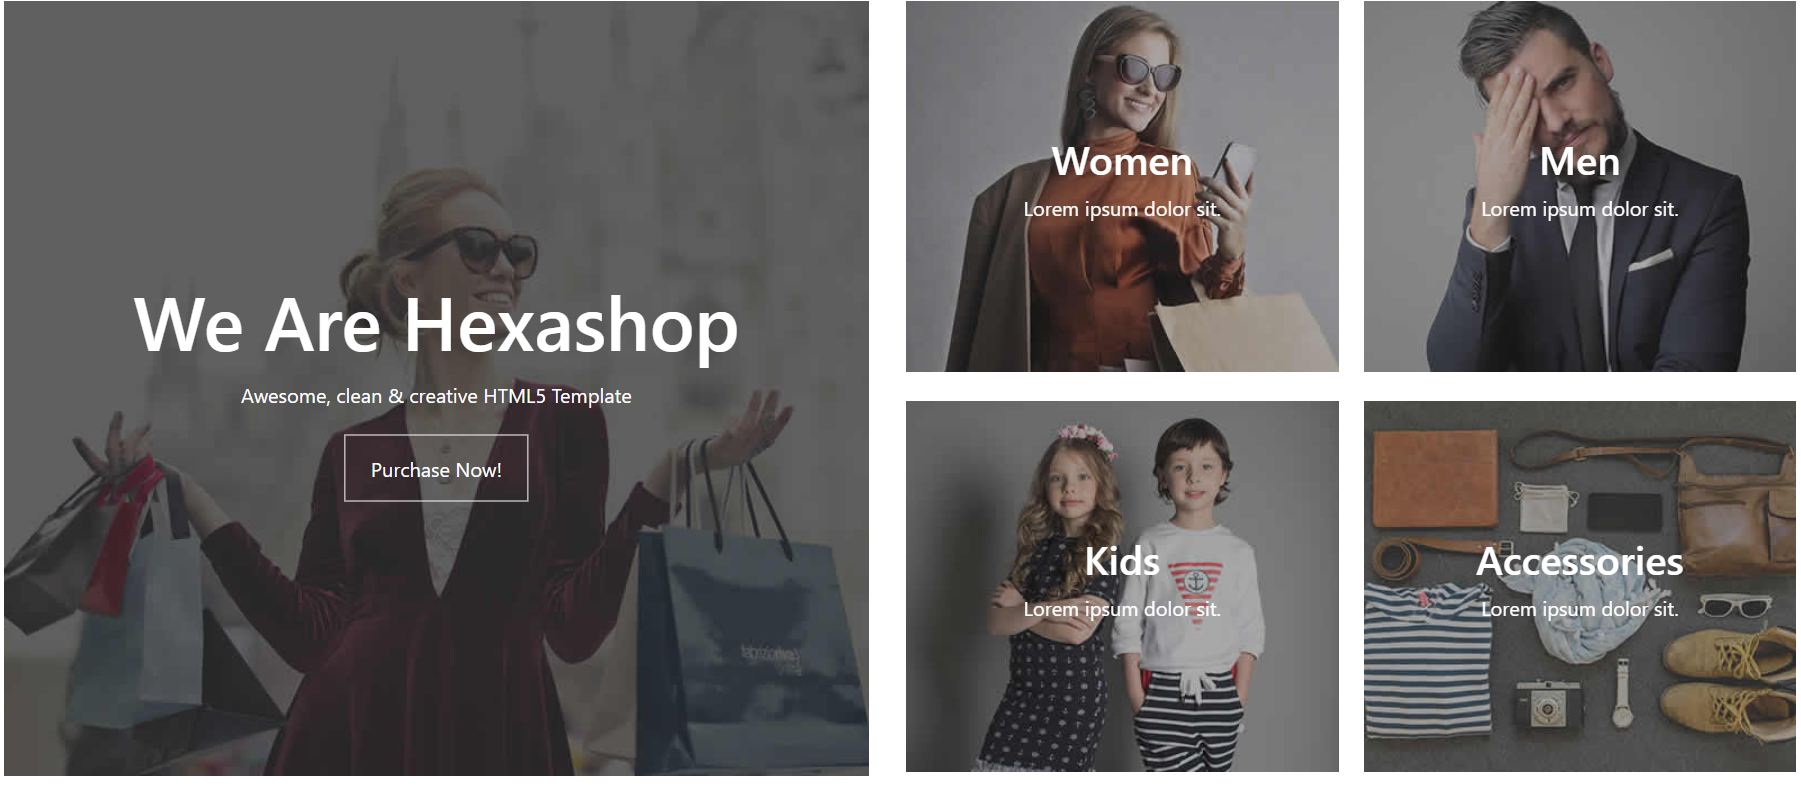 We Are Hexashop
Awesome, clean & creative HTML5 Template
Purchase Now!
Women
Lorem ipsum dolor sit.
Men
Lorem ipsum dolor sit.
Kids
Lorem ipsum dolor sit.
Accessories
Lorem ipsum dolor sit.